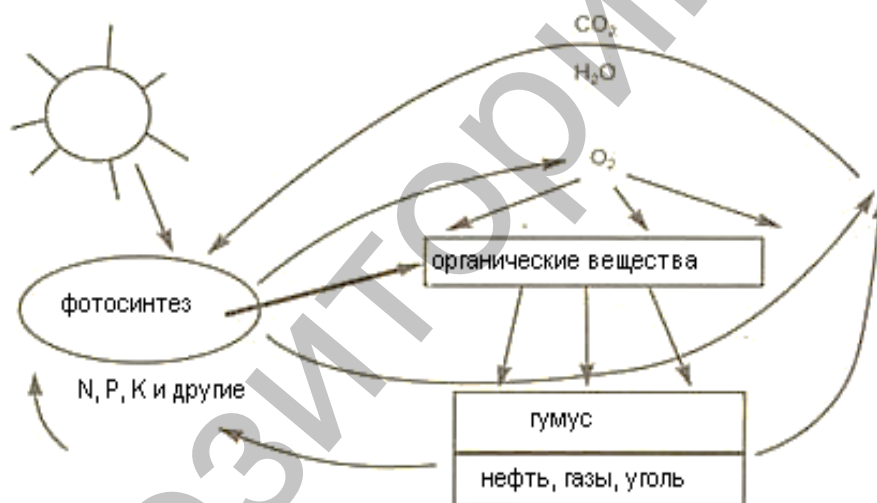 CO₂
H₂O
O₂
органические вещества
фотосинтез
N, P, K и другие
гумус
нефть, газы, уголь